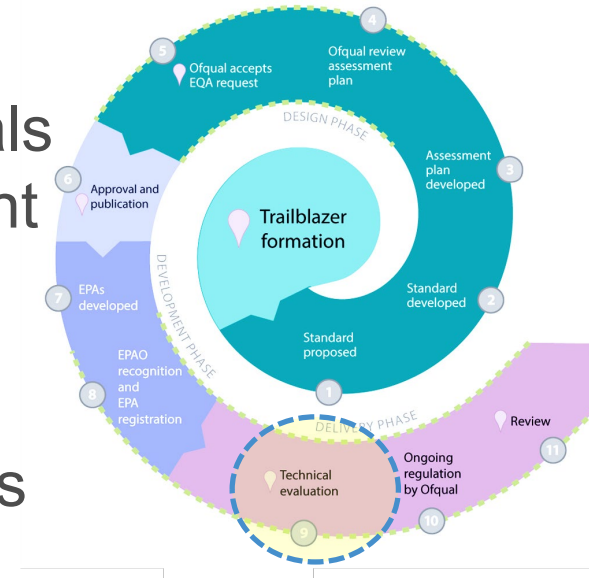 als
nt
s
Trailblazer
formation
1
Standard
proposed
2
Standard
developed
3
Assessment
plan
developed
4
Ofqual review
assessment
plan
5
Ofqual accepts
EQA request
DESIGN PHASE
6
Approval and
publication
DEVELOPMENT PHASE
7
EPAs
developed
8
EPAO
recognition
and
EPA
registration
DELIVERY PHASE
9
Technical
evaluation
10
Ongoing
regulation
by Ofqual
11
Review